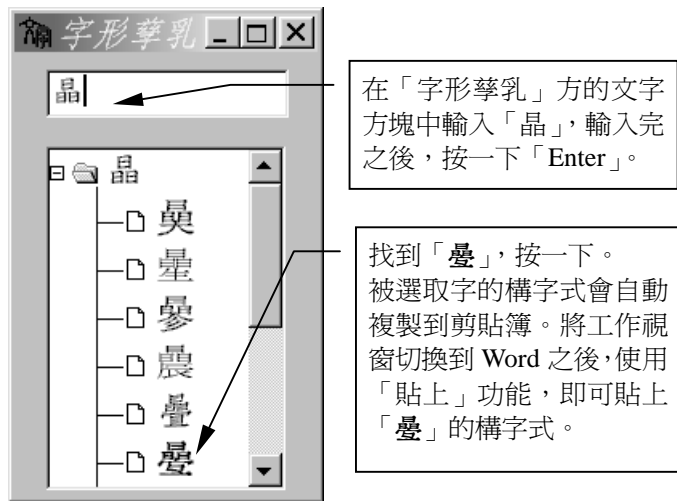 字形孳乳
晶
晶
曐
曑
曟
曡
在「字形孳乳」方的文字
方塊中輸入「晶」，輸入完
之後，按一下「Enter」。
找到「」，按一下。
被選取字的構字式會自動
複製到剪貼簿。將工作視
窗切換到 Word 之後，使用
「貼上」功能，即可貼上
「」的構字式。